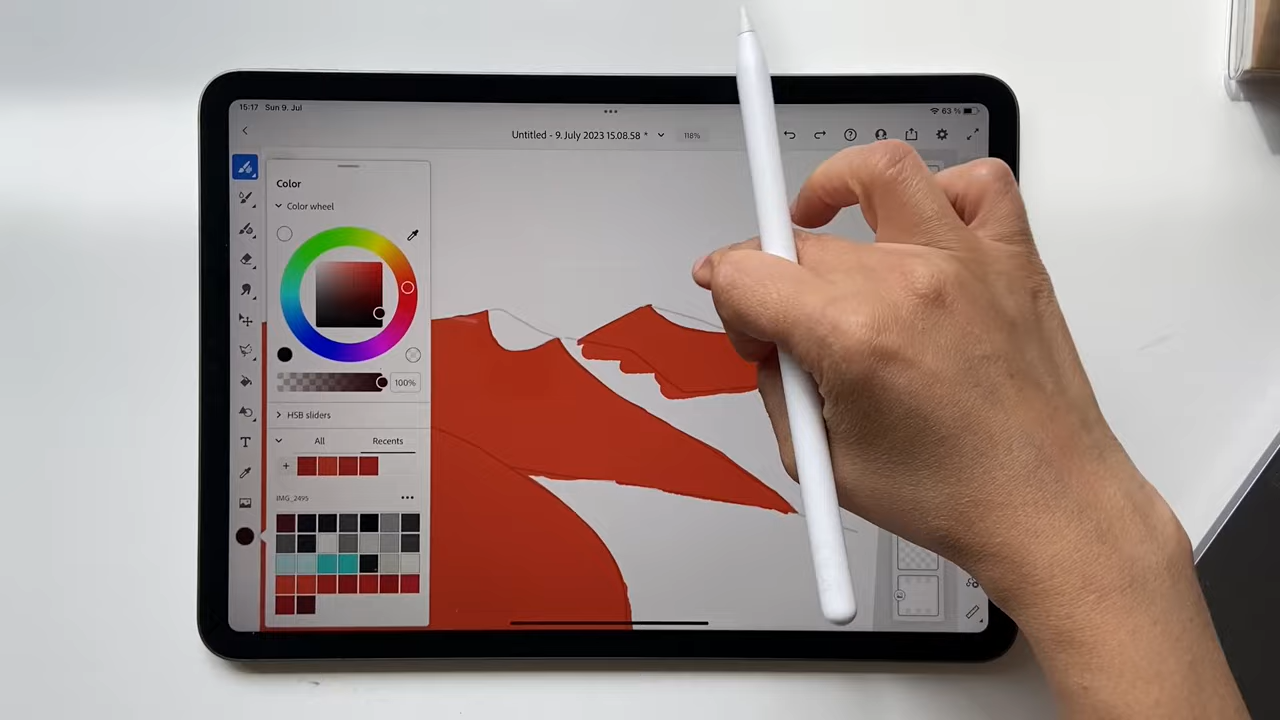 15:17 Sun 9. Jul
63 %
Untitled - 9. July 2023 15.08.58 *
118%
Color
Color wheel
100%
HSB sliders
All Recents
IMG_2495
T